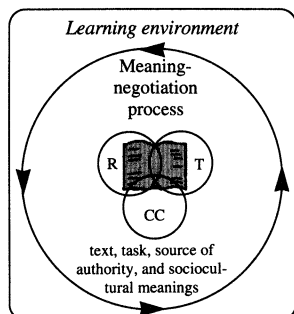 Learning environment
Meaning-
negotiation
process
R
T
CC
text, task, source of
authority, and sociocul-
tural meanings